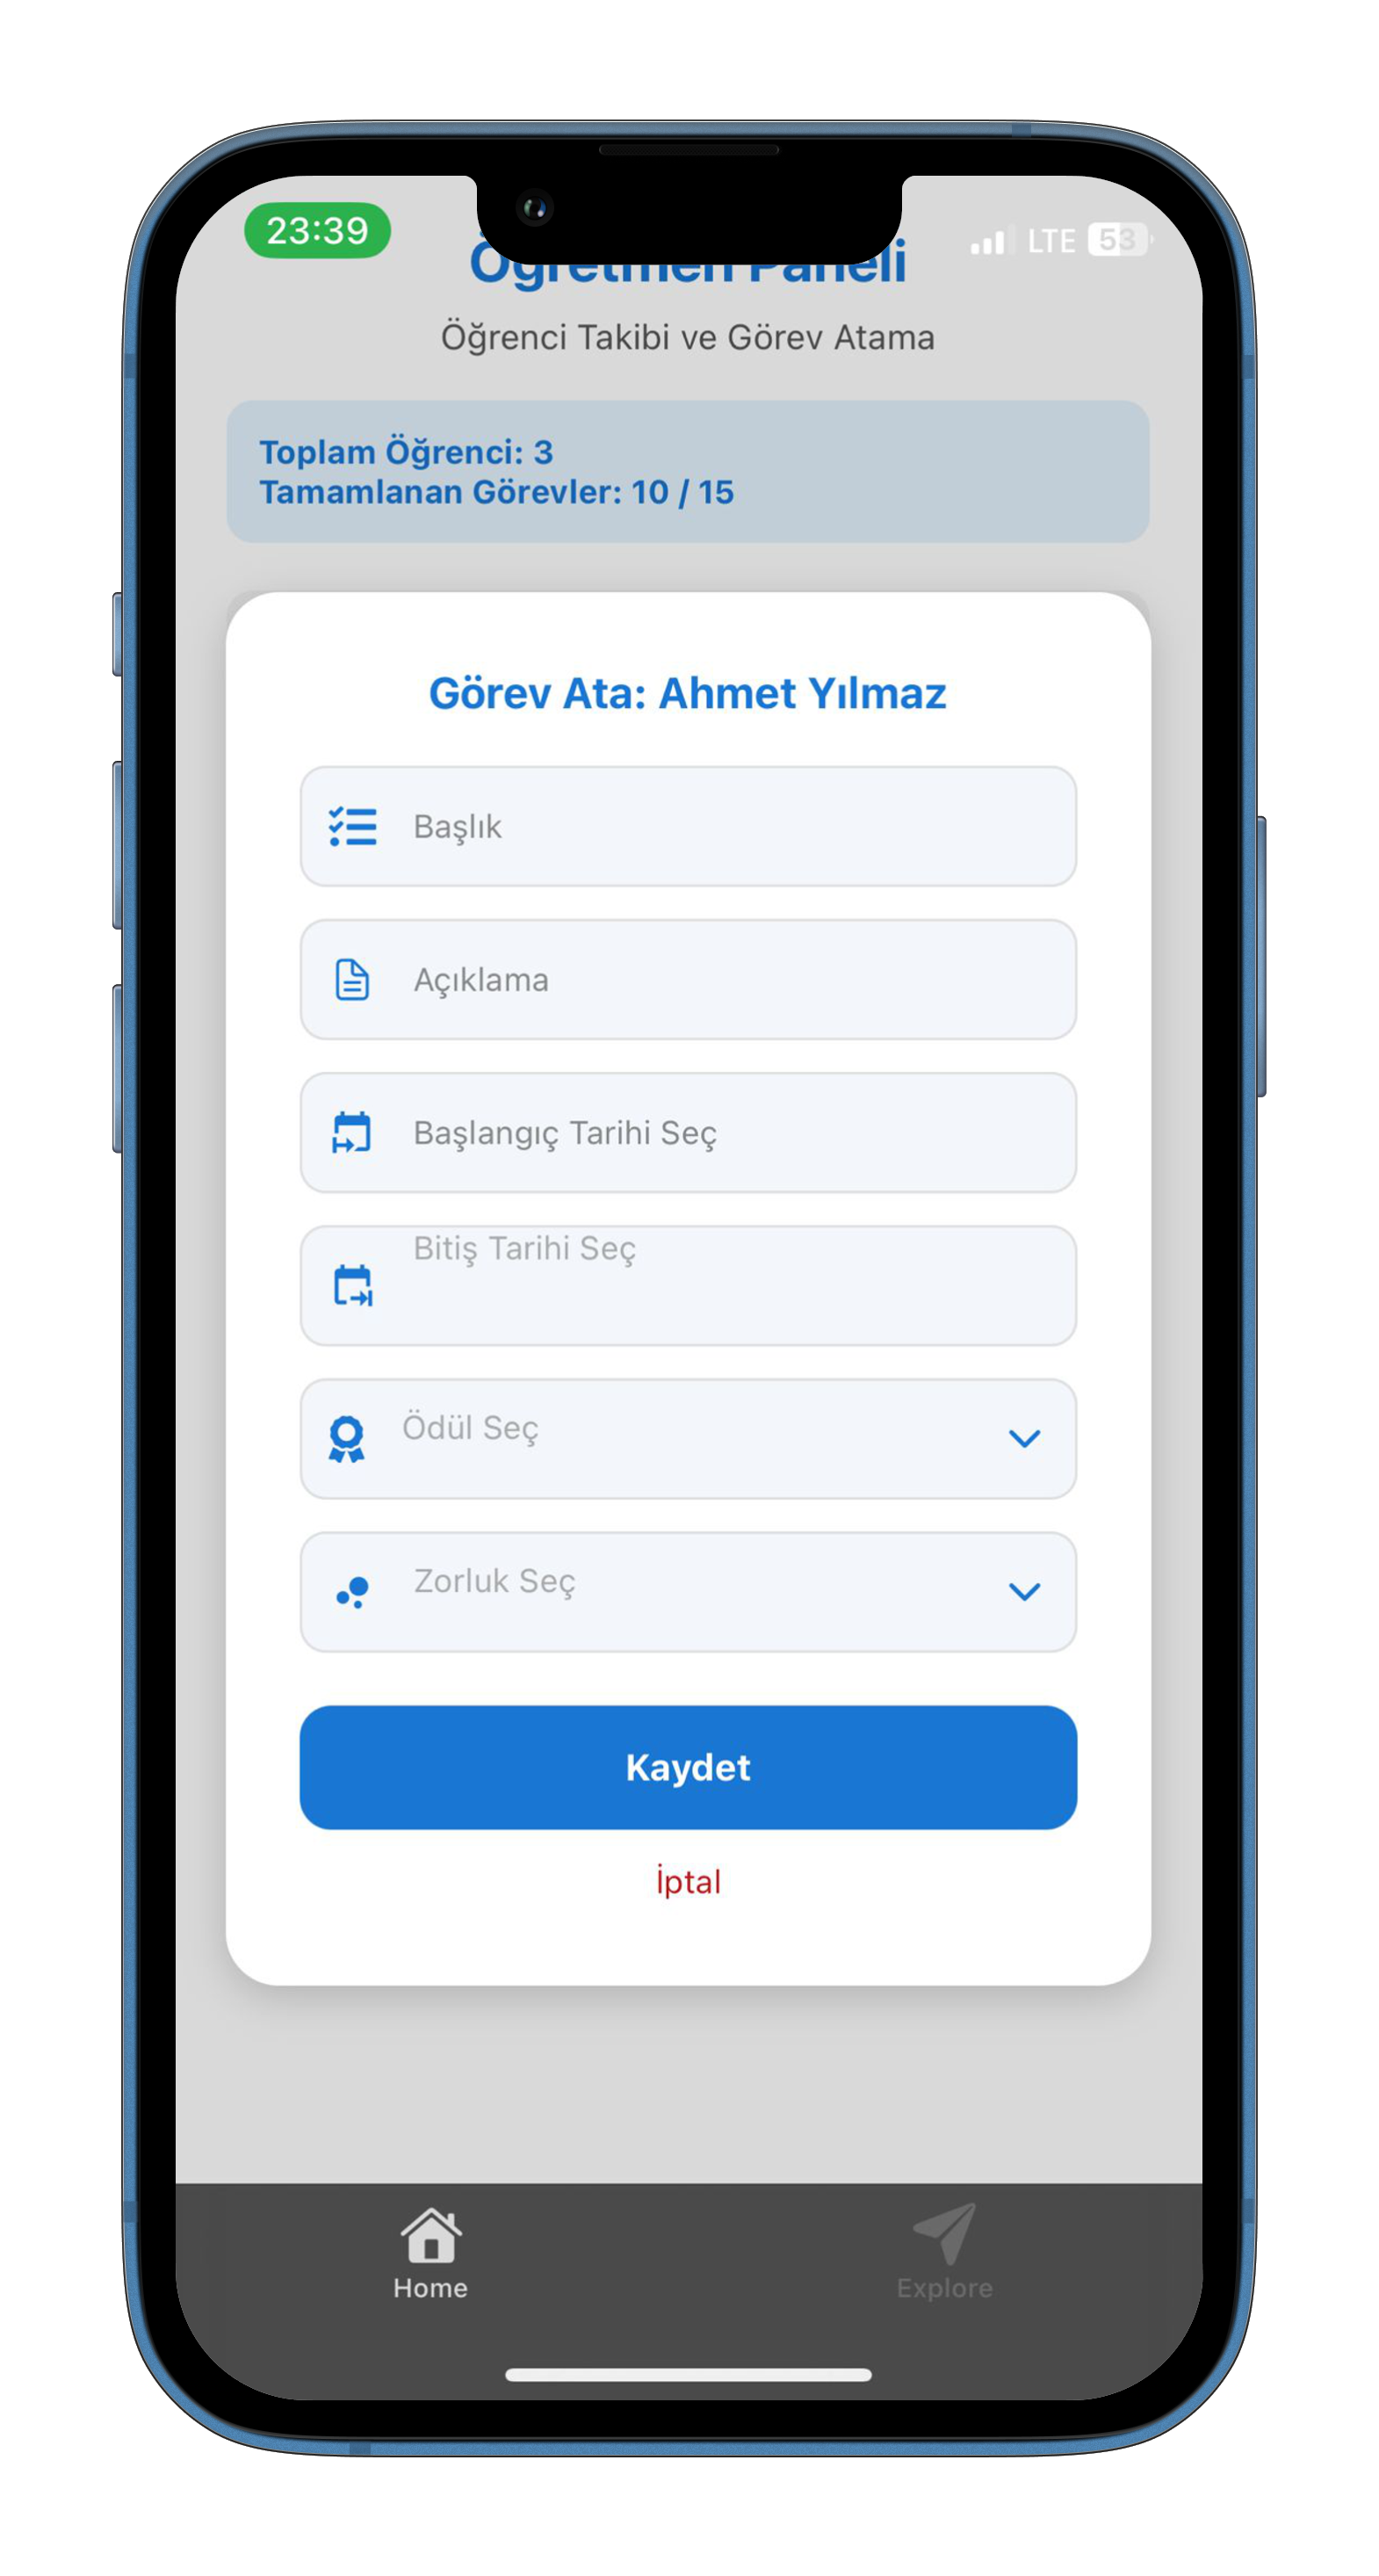 23:39
LTE 53
Öğretmen Paneli
Öğrenci Takibi ve Görev Atama
Toplam Öğrenci: 3
Tamamlanan Görevler: 10 / 15
Görev Ata: Ahmet Yılmaz
Başlık
Açıklama
Başlangıç Tarihi Seç
Bitiş Tarihi Seç
Ödül Seç
Zorluk Seç
Kaydet
İptal
Home
Explore